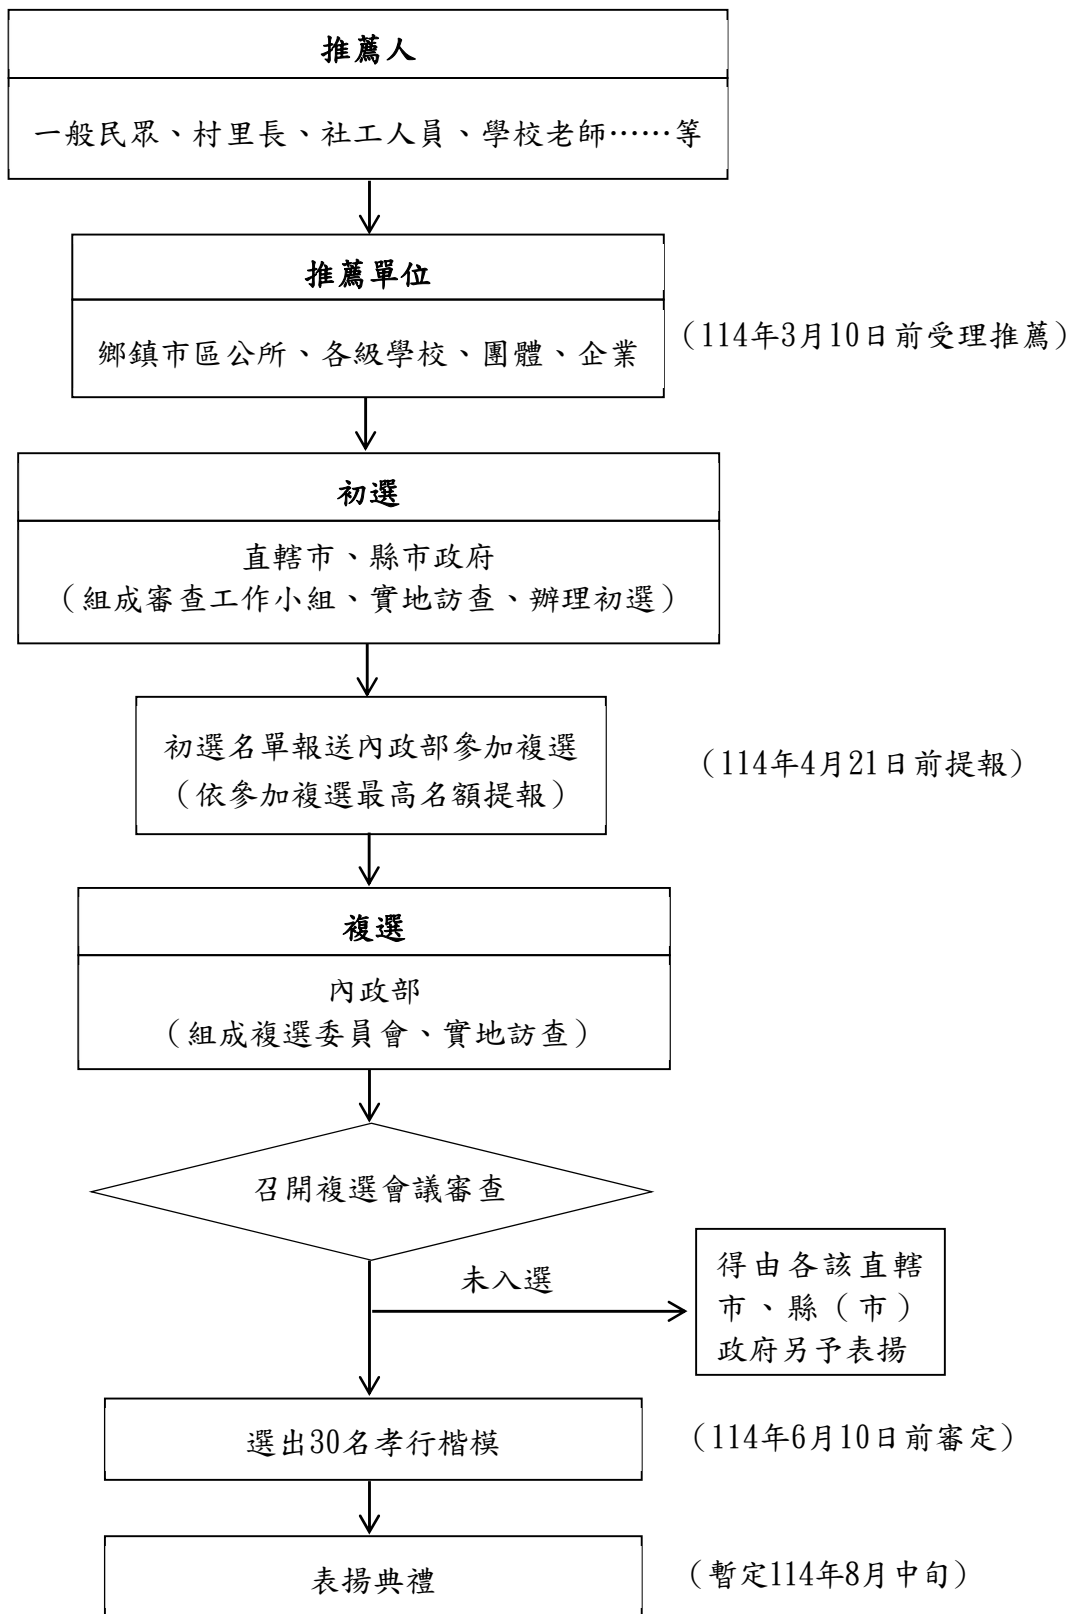 推薦人
一般民眾、村里長、社工人員、學校老師……等
推薦單位
鄉鎮市區公所、各級學校、團體、企業
（114年3月10日前受理推薦）
初選
直轄市、縣市政府
（組成審查工作小組、實地訪查、辦理初選）
初選名單報送內政部參加複選
（依參加複選最高名額提報）
（114年4月21日前提報）
複選
內政部
（組成複選委員會、實地訪查）
召開複選會議審查
未入選
得由各該直轄
市、縣（市）
政府另予表揚
選出30名孝行楷模
（114年6月10日前審定）
表揚典禮
（暫定114年8月中旬）